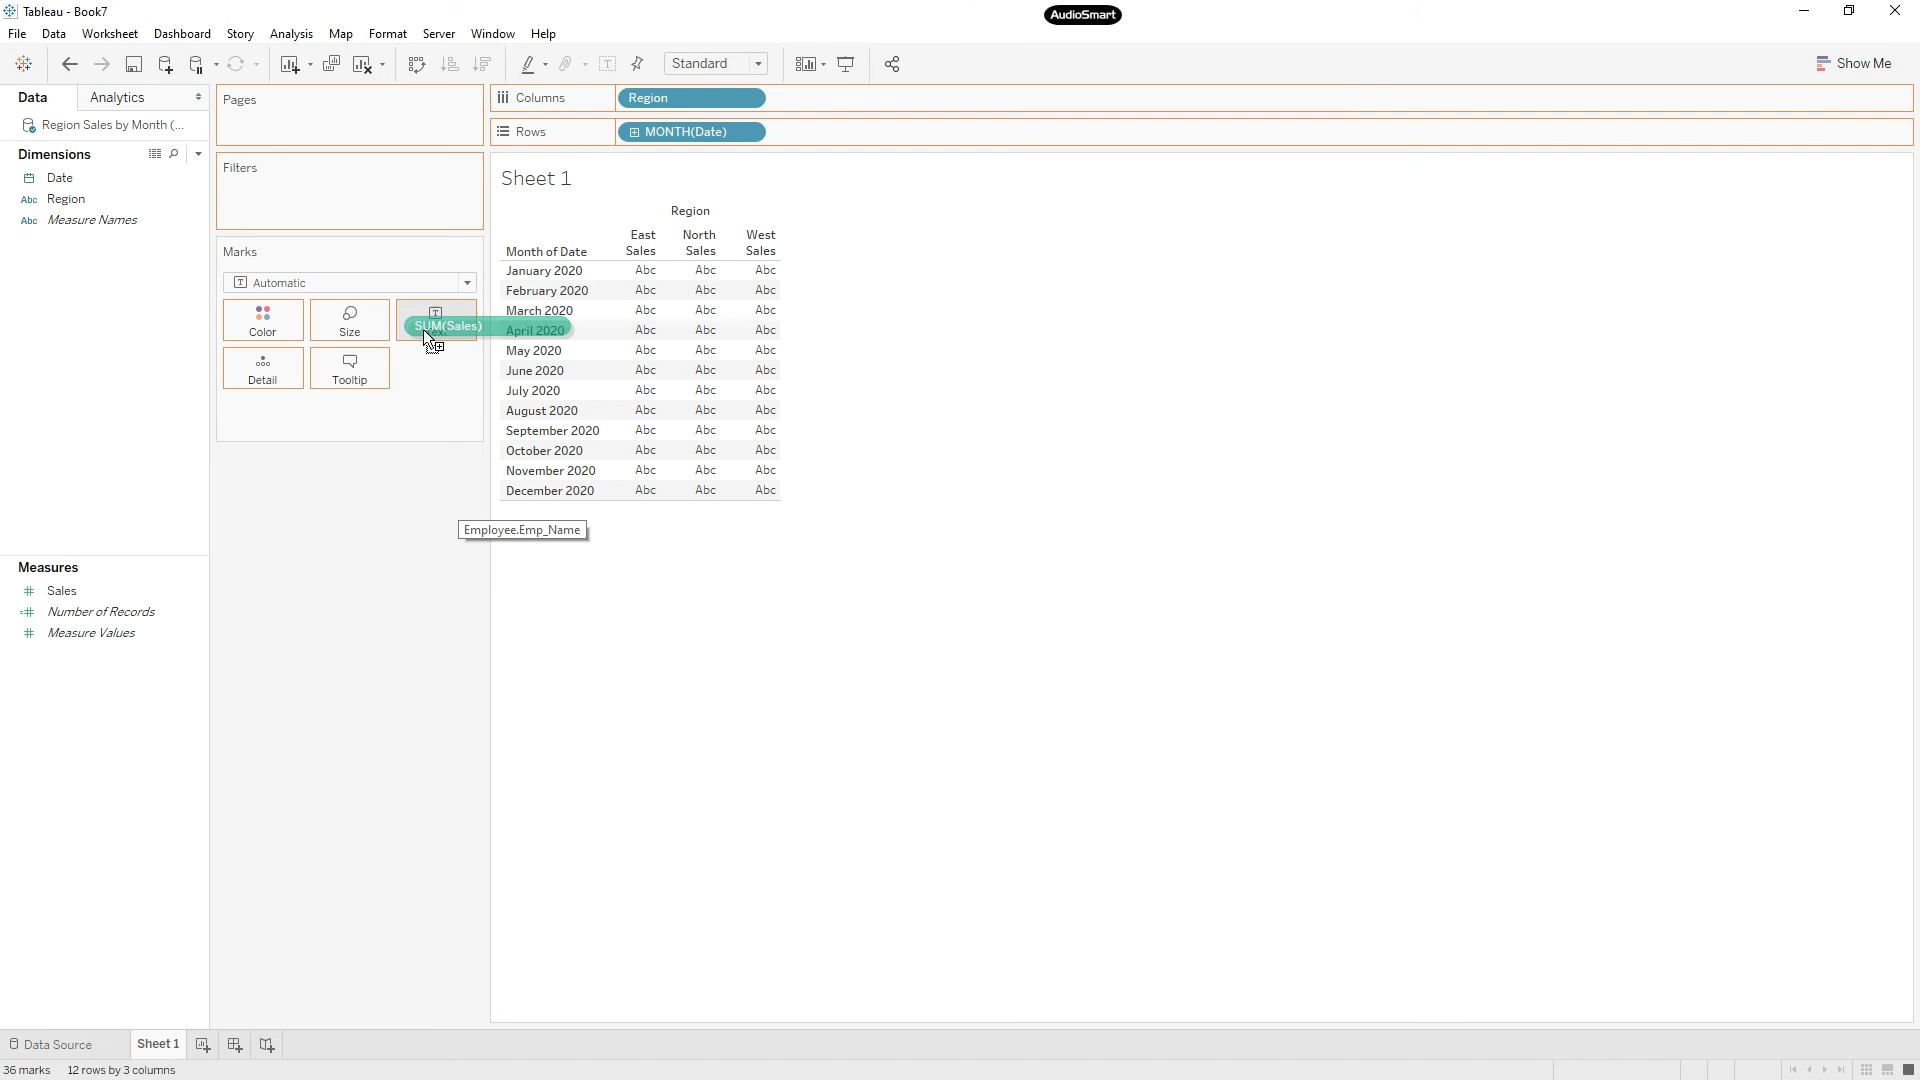 Tableau - Book7
AudioSmart
File Data Worksheet Dashboard Story Analysis Map Format Server Window Help
Standard
Show Me
Data Analytics
Pages
Columns Region
Region Sales by Month (...
Rows MONTH(Date)
Dimensions
Filters
Date
Sheet 1
Abc Region
Abc Measure Names
Region
Marks
East Sales North Sales West Sales
Month of Date
Automatic
January 2020 Abc Abc Abc
February 2020 Abc Abc Abc
March 2020 Abc Abc Abc
Color Size
SUM(Sales)
April 2020 Abc Abc Abc
May 2020 Abc Abc Abc
June 2020 Abc Abc Abc
Detail Tooltip
July 2020 Abc Abc Abc
August 2020 Abc Abc Abc
September 2020 Abc Abc Abc
October 2020 Abc Abc Abc
November 2020 Abc Abc Abc
December 2020 Abc Abc Abc
Employee.Emp_Name
Measures
Sales
Number of Records
Measure Values
Data Source Sheet 1
36 marks 12 rows by 3 columns